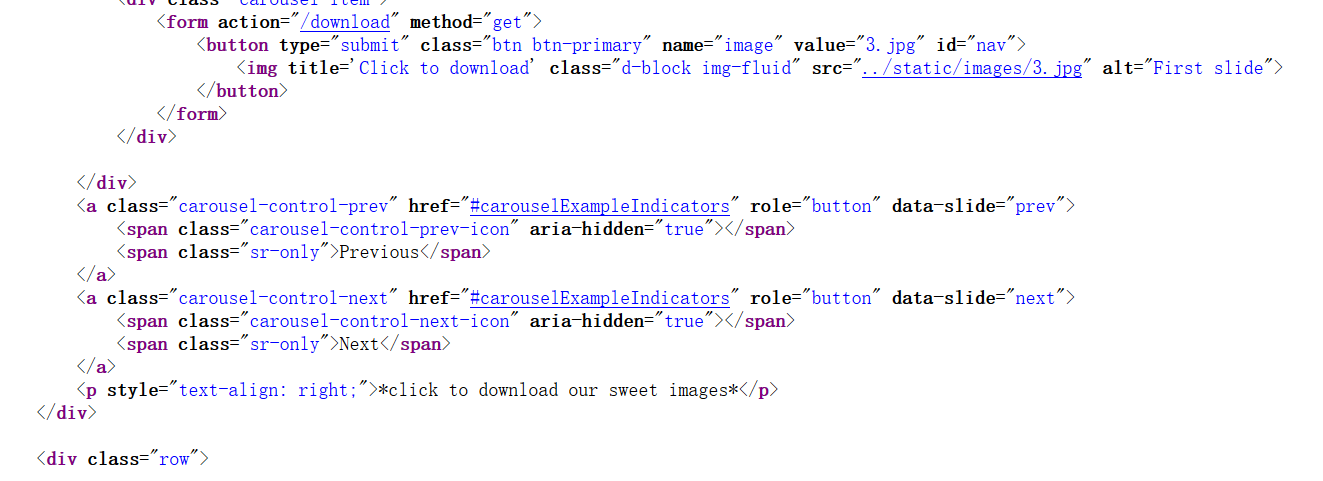 <div class="carousel-item">
<form action="/download" method="get">
<button type="submit" class="btn btn-primary" name="image" value="3.jpg" id="nav">
<img title='Click to download' class="d-block img-fluid" src="../static/images/3.jpg" alt="First slide">
</button>
</form>
</div>
</div>
<a class="carousel-control-prev" href="#carouselExampleIndicators" role="button" data-slide="prev">
<span class="carousel-control-prev-icon" aria-hidden="true"></span>
<span class="sr-only">Previous</span>
</a>
<a class="carousel-control-next" href="#carouselExampleIndicators" role="button" data-slide="next">
<span class="carousel-control-next-icon" aria-hidden="true"></span>
<span class="sr-only">Next</span>
</a>
<p style="text-align: right;">*click to download our sweet images*</p>
</div>
<div class="row">